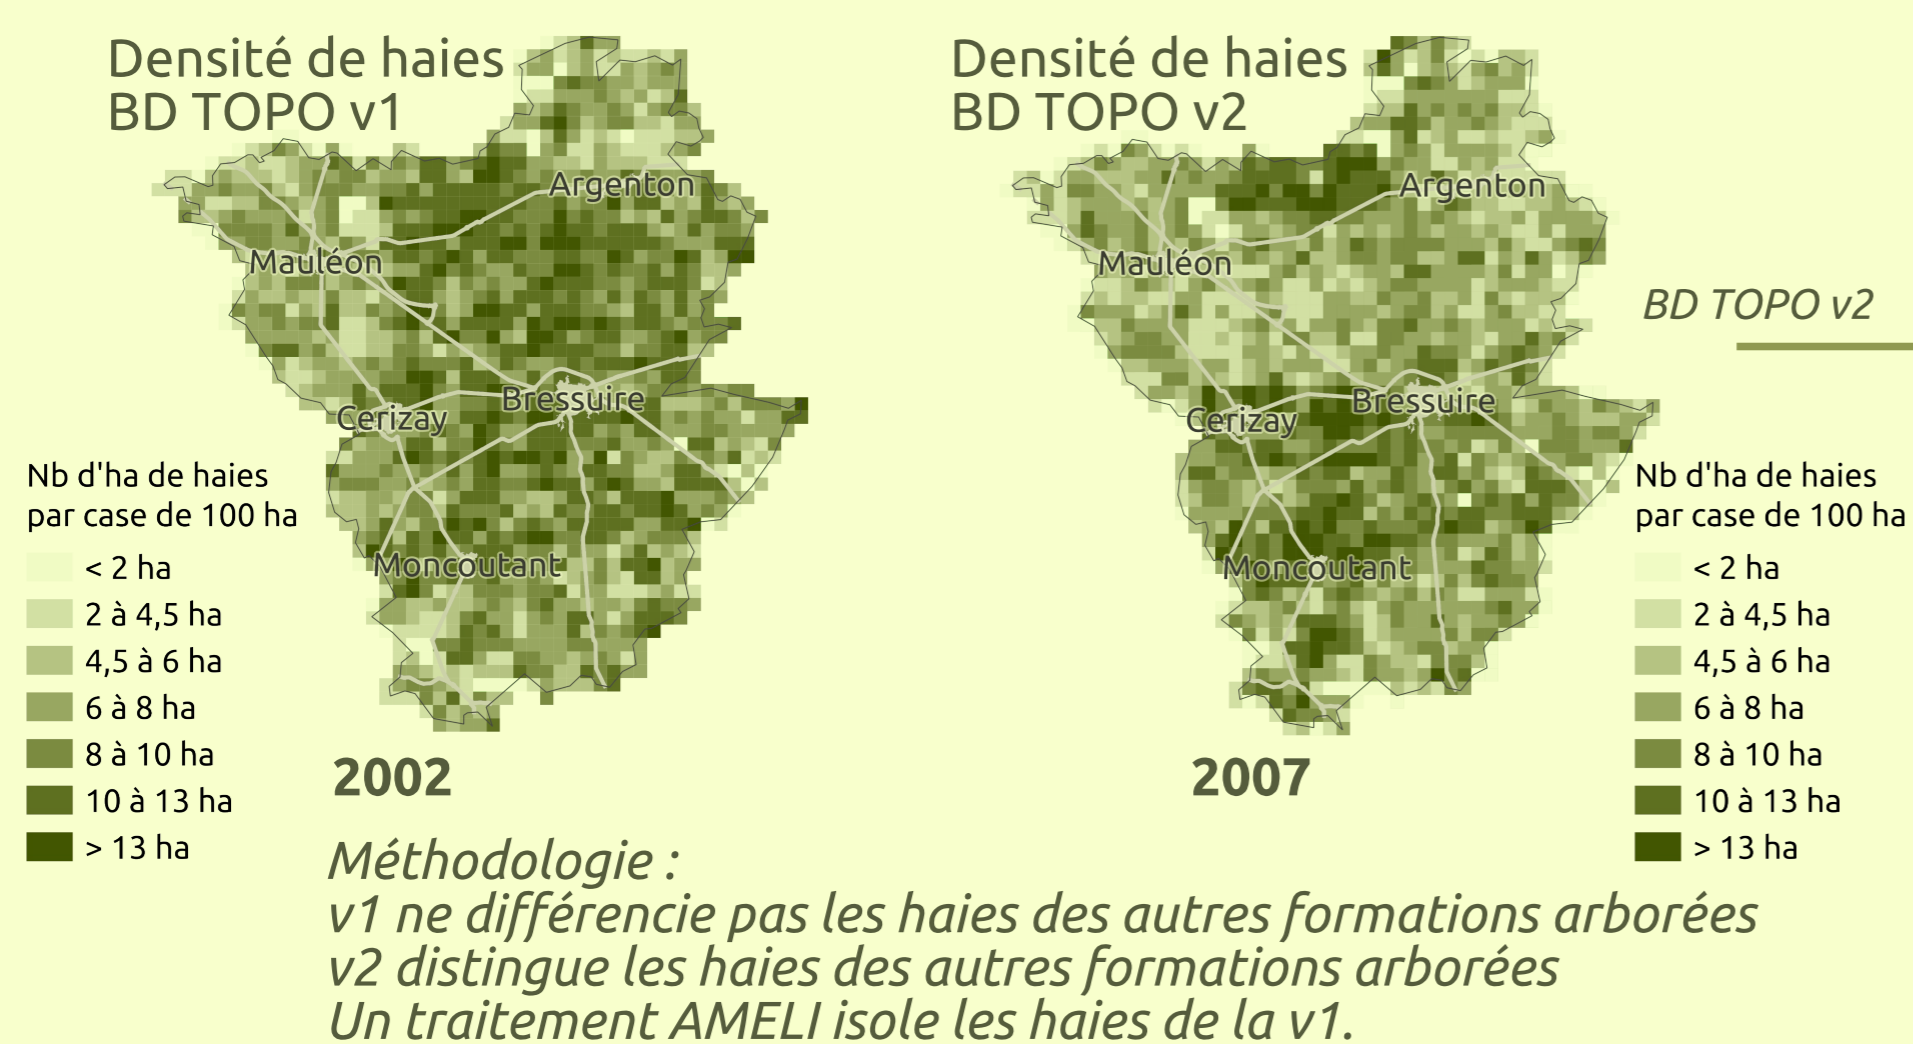 Densité de haies
BD TOPO v1
Argenton
Mauléon
Bressuire
Cerizay
Moncoutant
Nb d'ha de haies
par case de 100 ha
< 2 ha
2 à 4,5 ha
4,5 à 6 ha
6 à 8 ha
8 à 10 ha
10 à 13 ha
> 13 ha
2002
Densité de haies
BD TOPO v2
Argenton
Mauléon
Bressuire
Cerizay
Moncoutant
BD TOPO v2
Nb d'ha de haies
par case de 100 ha
< 2 ha
2 à 4,5 ha
4,5 à 6 ha
6 à 8 ha
8 à 10 ha
10 à 13 ha
> 13 ha
2007
Méthodologie :
v1 ne différencie pas les haies des autres formations arborées
v2 distingue les haies des autres formations arborées
Un traitement AMELI isole les haies de la v1.